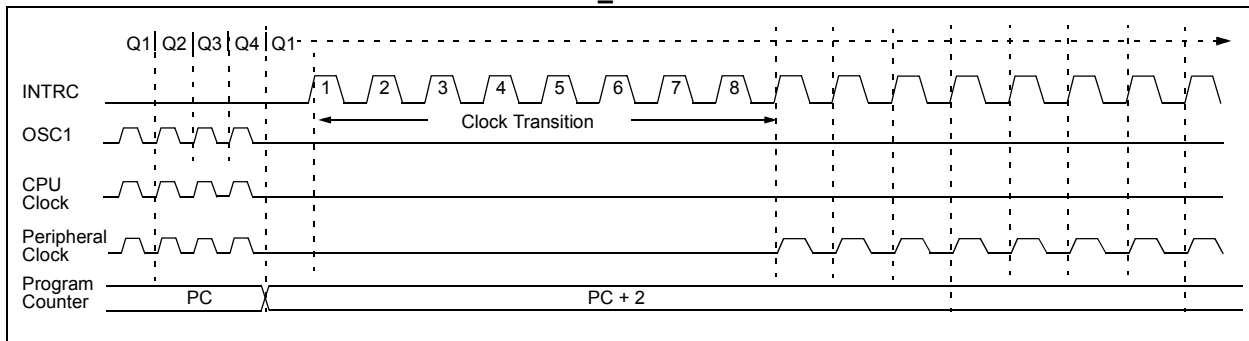 Q1 Q2 Q3 Q4 Q1
INTRC
1 2 3 4 5 6 7 8
Clock Transition
OSC1
CPU
Clock
Peripheral
Clock
Program
Counter
PC
PC + 2